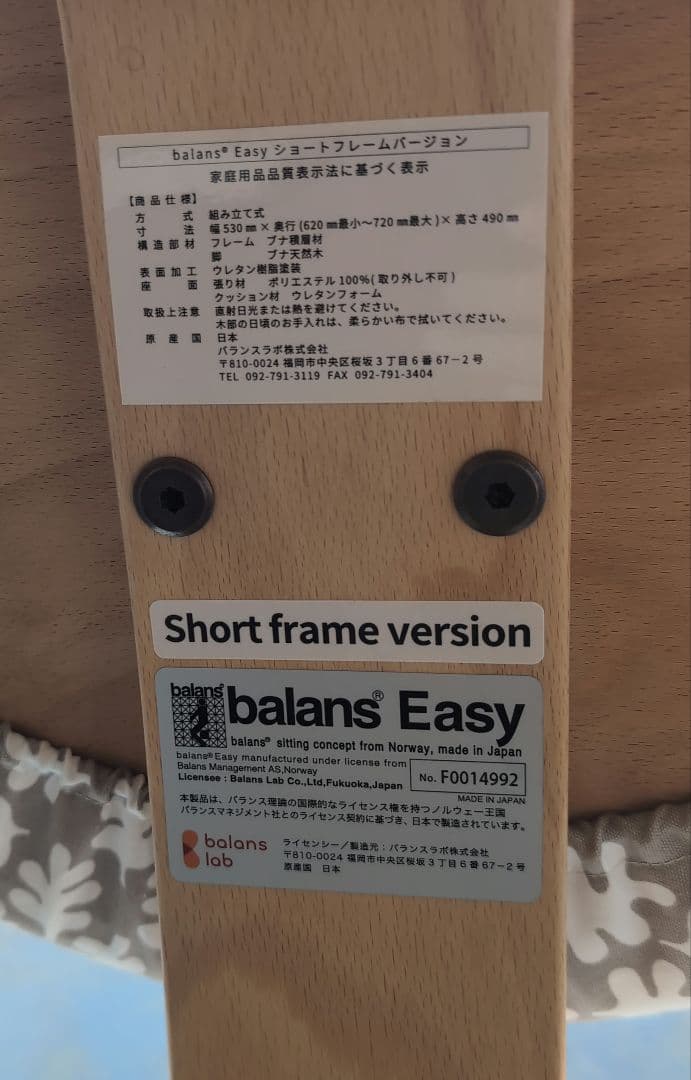 balans® Easy ショートフレームバージョン
家庭用品品質表示法に基づく表示
【商品仕様】
方 式 組み立て式
寸 法 幅 530 ㎜ × 奥行 (620 ㎜最小〜720 ㎜最大 )× 高さ 490 ㎜
構造部材 フレーム ブナ積層材
脚 ブナ天然木
表面加工 ウレタン樹脂塗装
座 面 張り材 ポリエステル 100% ( 取り外し不可 )
クッション材 ウレタンフォーム
取扱上注意 直射日光または熱を避けてください。
木部の日頃のお手入れは、柔らかい布で拭いてください。
原産国 日本
バランスラボ株式会社
〒810-0024 福岡市中央区桜坂 3 丁目 6 番 67－2 号
TEL 092-791-3119 FAX 092-791-3404
Short frame version
balans®
balans® Easy
balans® sitting concept from Norway, made in Japan
balans® Easy manufactured under license from
Balans Management AS,Norway
Licensee : Balans Lab Co.,Ltd,Fukuoka,Japan
No. F0014992
MADE IN JAPAN
本製品は、バランス理論の国際的なライセンス権を持つノルウェー王国
バランスマネジメント社とのライセンス契約に基づき、日本で製造されています。
balans
lab
ライセンシー／製造元：バランスラボ株式会社
〒810-0024 福岡市中央区桜坂 3 丁目 6 番 67－2 号
原産国 日本